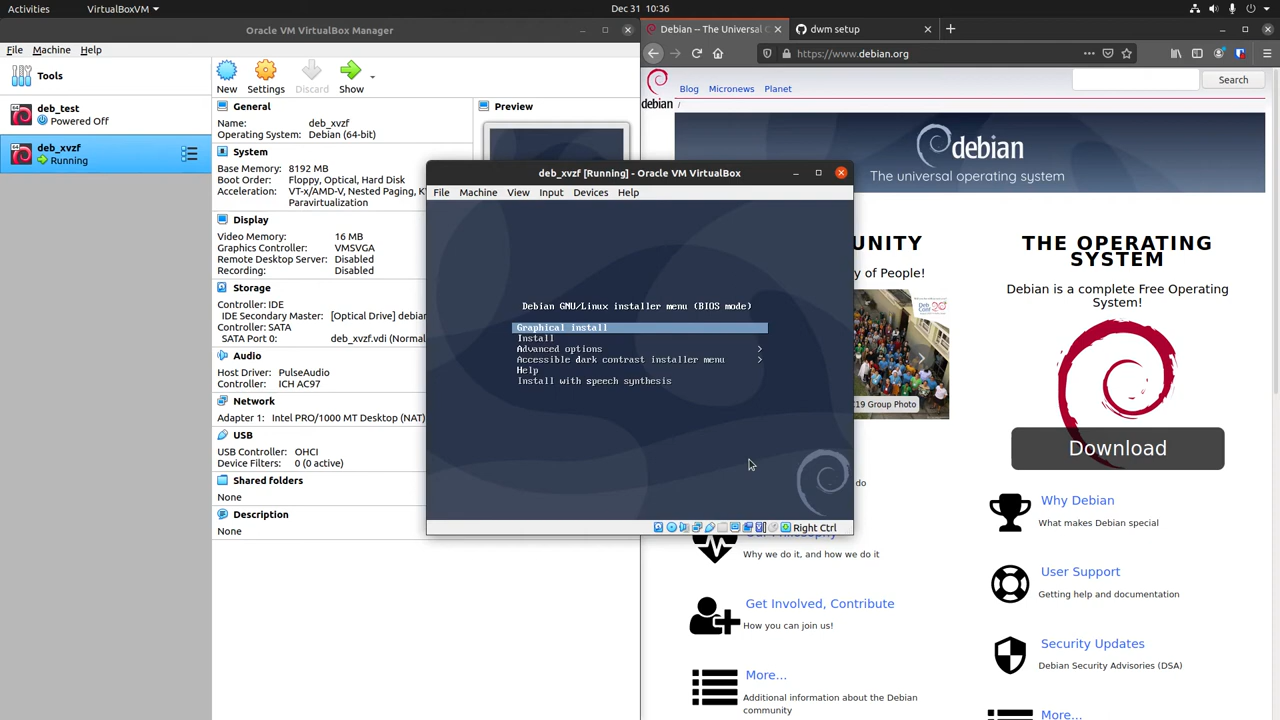 Activities
VirtualBoxVM
Dec 31 10:36
Oracle VM VirtualBox Manager
File Machine Help
Tools
New
Settings
Discard
Show
deb_test
Powered Off
deb_xvzf
Running
General
Name: deb_xvzf
Operating System: Debian (64-bit)
System
Base Memory: 8192 MB
Boot Order: Floppy, Optical, Hard Disk
Acceleration: VT-x/AMD-V, Nested Paging,
Paravirtualization
Display
Video Memory: 16 MB
Graphics Controller: VMSVGA
Remote Desktop Server: Disabled
Recording: Disabled
Storage
Controller: IDE
IDE Secondary Master: [Optical Drive] debian
Controller: SATA
SATA Port 0: deb_xvzf.vdi (Normal,
Audio
Host Driver: PulseAudio
Controller: ICH AC97
Network
Adapter 1: Intel PRO/1000 MT Desktop (NAT)
USB
USB Controller: OHCI
Device Filters: 0 (0 active)
Shared folders
None
Description
None
Preview
deb_xvzf [Running] - Oracle VM VirtualBox
File Machine View Input Devices Help
Debian GNU/Linux installer menu (BIOS mode)
Graphical install
Install
Advanced options >
Accessible dark contrast installer menu >
Help
Install with speech synthesis
Right Ctrl
Debian -- The Universal O
dwm setup
https://www.debian.org
debian
Blog Micronews Planet
Search
/
debian
The universal operating system
UNITY
y of People!
C19 Group Photo
do
Our Philosophy
Why we do it, and how we do it
Get Involved, Contribute
How you can join us!
More...
Additional information about the Debian
community
THE OPERATING
SYSTEM
Debian is a complete Free Operating
System!
Download
Why Debian
What makes Debian special
User Support
Getting help and documentation
Security Updates
Debian Security Advisories (DSA)
More...